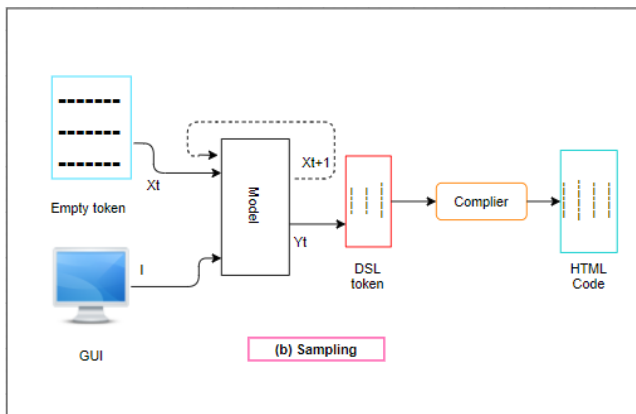 Xt
Empty token
I
GUI
Model
Xt+1
Yt
DSL
token
Complier
HTML
Code
(b) Sampling